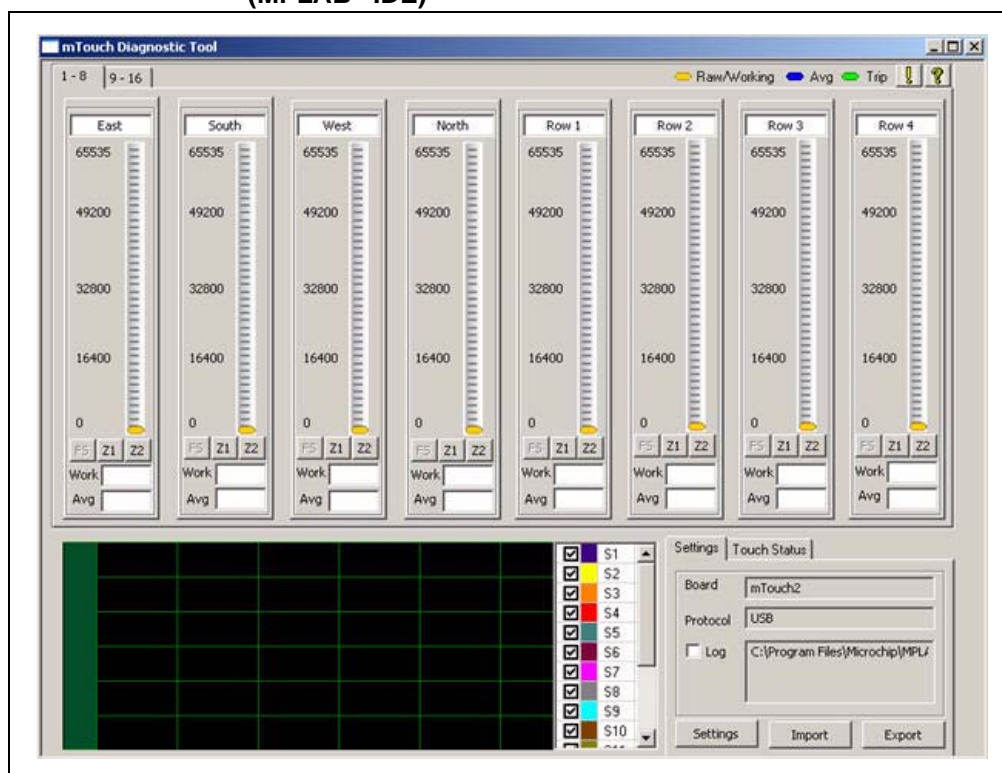 (MPLAB® IDE)
mTouch Diagnostic Tool
1 - 8 9 - 16 Raw/Working Avg Trip ! ?
East South West North Row 1 Row 2 Row 3 Row 4
65535 65535 65535 65535 65535 65535 65535 65535
49200 49200 49200 49200 49200 49200 49200 49200
32800 32800 32800 32800 32800 32800 32800 32800
16400 16400 16400 16400 16400 16400 16400 16400
0 0 0 0 0 0 0 0
FS Z1 Z2 FS Z1 Z2 FS Z1 Z2 FS Z1 Z2 FS Z1 Z2 FS Z1 Z2 FS Z1 Z2 FS Z1 Z2
Work Work Work Work Work Work Work Work
Avg Avg Avg Avg Avg Avg Avg Avg
S1
S2
S3
S4
S5
S6
S7
S8
S9
S10
Settings Touch Status
Board mTouch2
Protocol USB
Log C:\Program Files\Microchip\MPLA
Settings Import Export